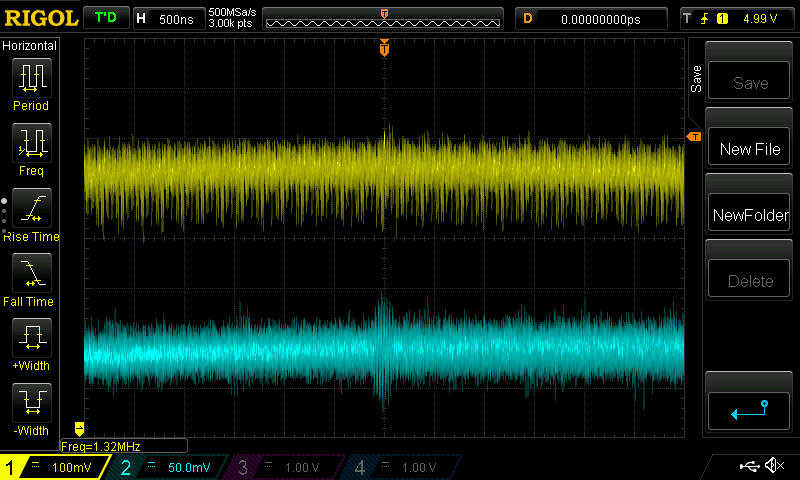 RIGOL T'D H 500ns 500MSa/s D 0.00000000ps T 1 4.99 V
3.00k pts
T
Horizontal
Period
Freq
Rise Time
Fall Time
+Width
-Width
T
T
Save
Save
New File
NewFolder
Delete
Freq=1.32MHz
1 = 100mV 2 = 50.0mV 3 = 1.00 V 4 = 1.00 V